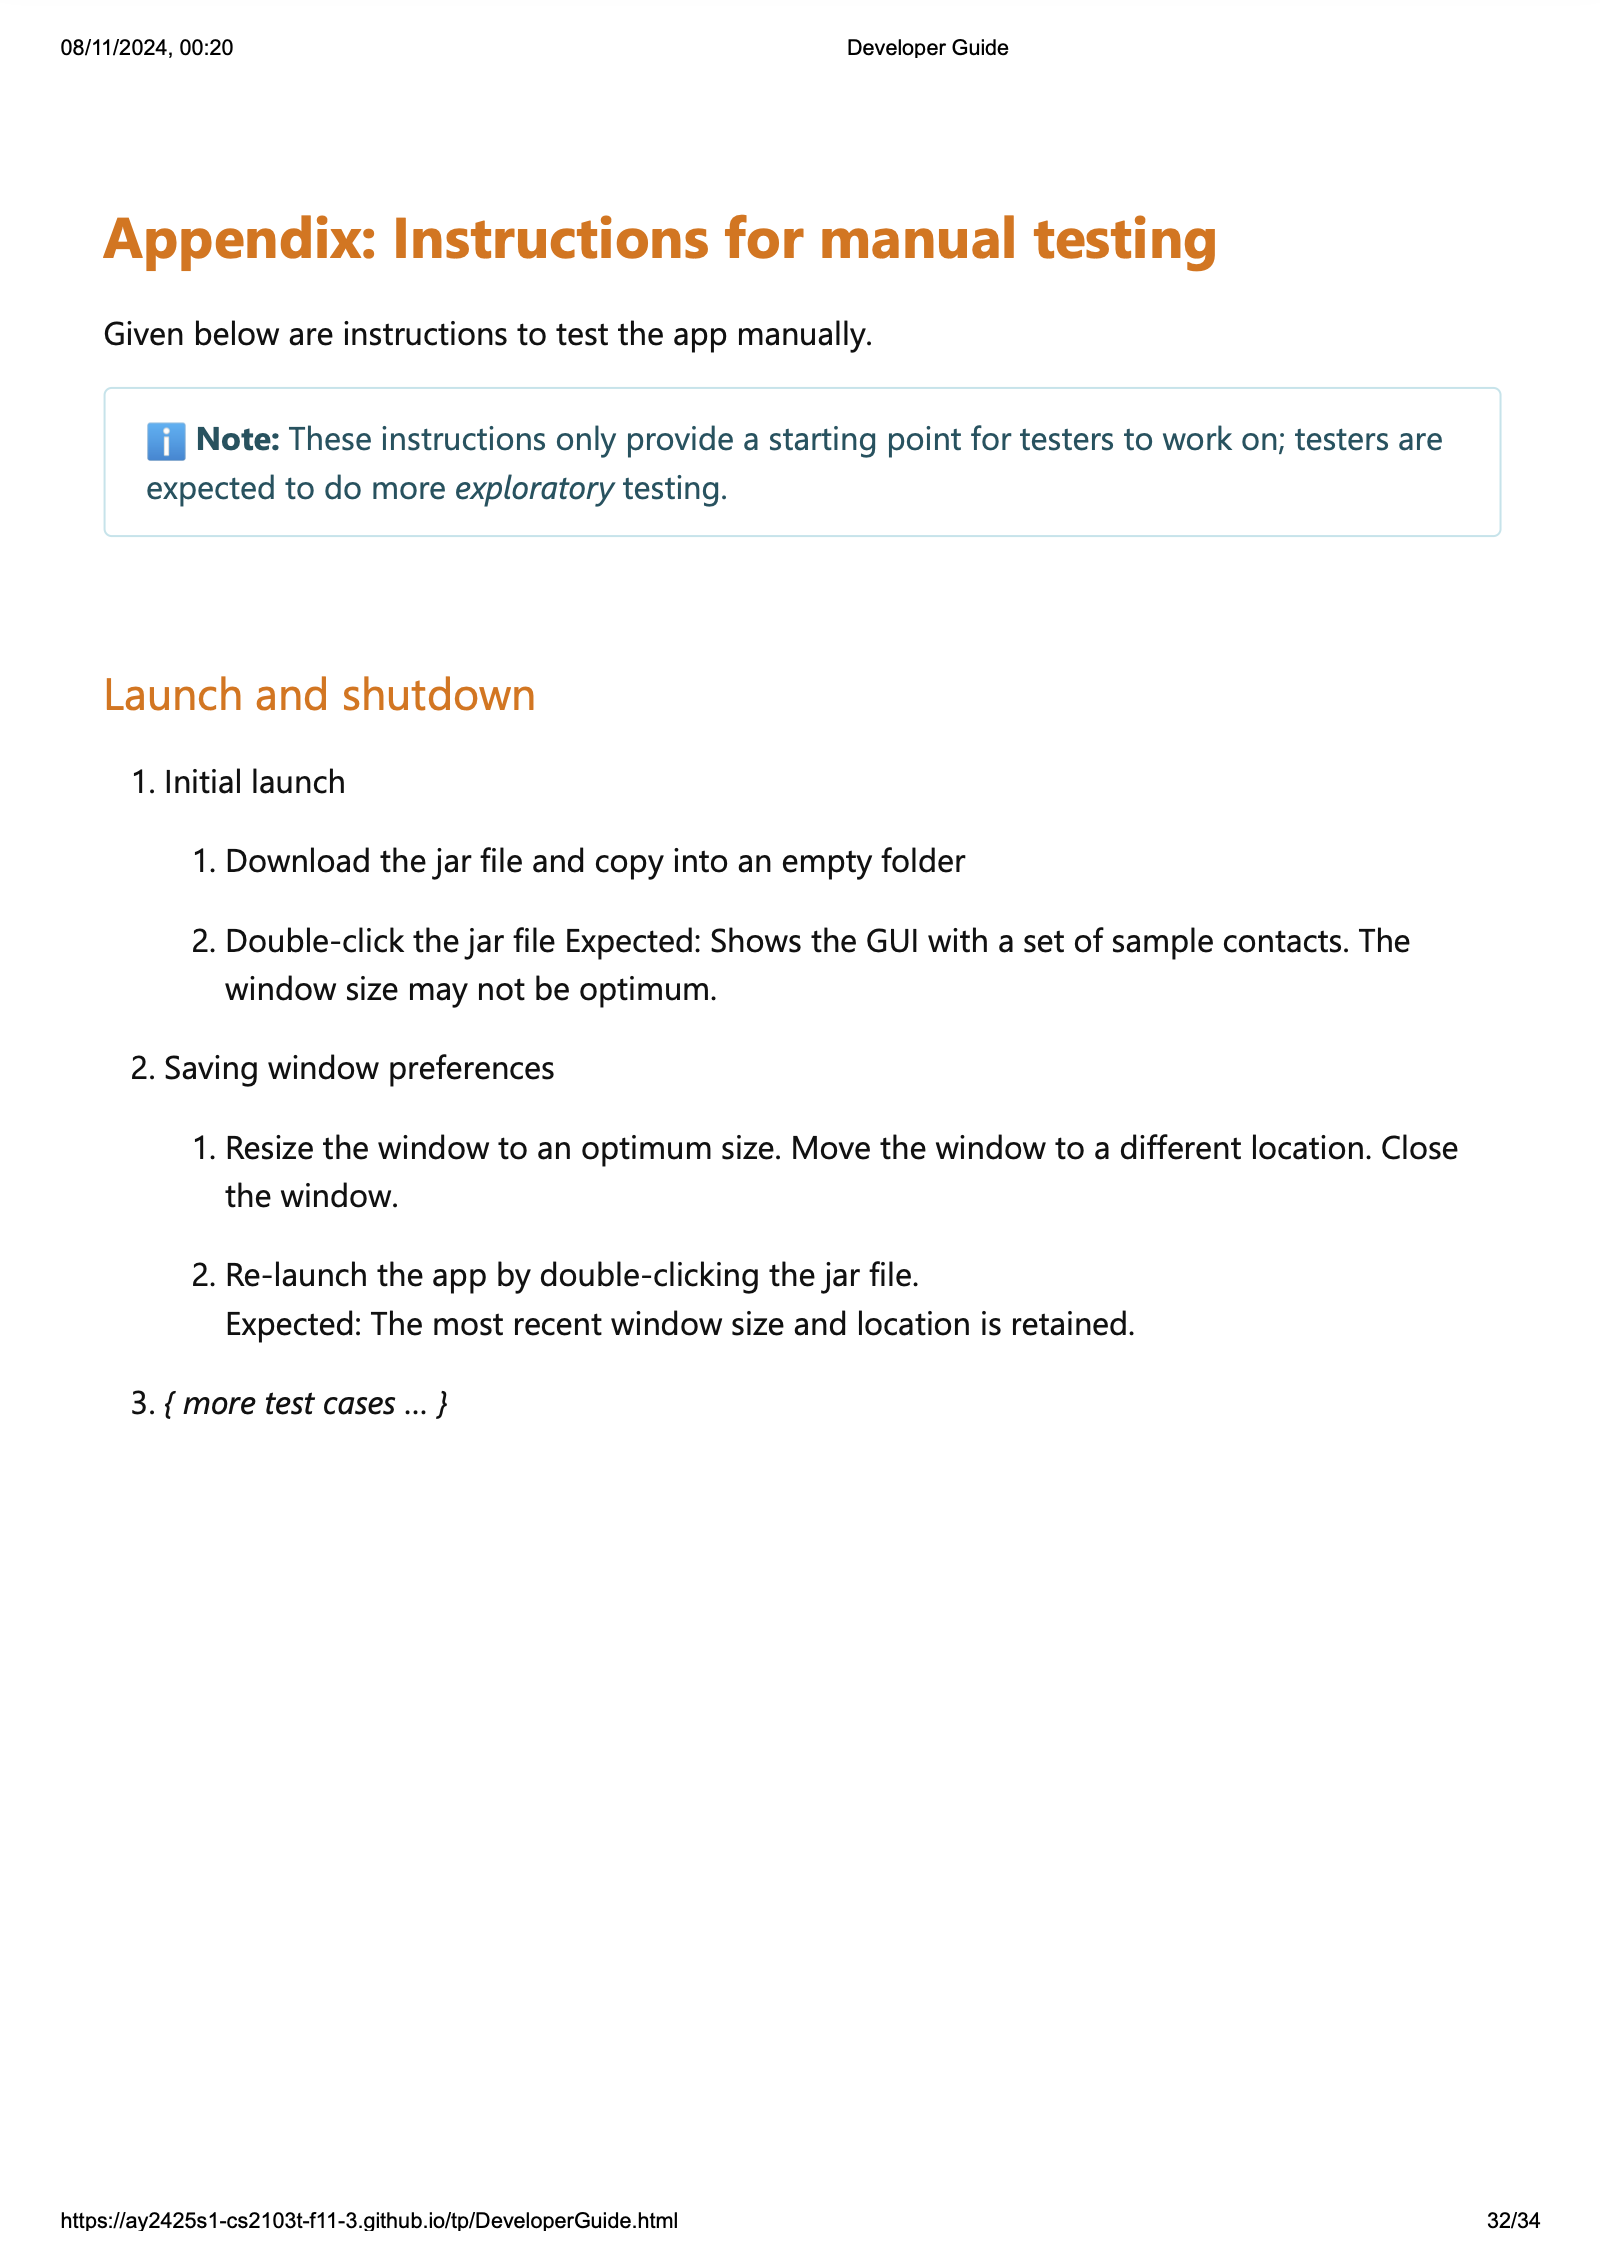 08/11/2024, 00:20 Developer Guide
Appendix: Instructions for manual testing
Given below are instructions to test the app manually.
ℹ️ Note: These instructions only provide a starting point for testers to work on; testers are
expected to do more exploratory testing.
Launch and shutdown
1. Initial launch
1. Download the jar file and copy into an empty folder
2. Double-click the jar file Expected: Shows the GUI with a set of sample contacts. The
window size may not be optimum.
2. Saving window preferences
1. Resize the window to an optimum size. Move the window to a different location. Close
the window.
2. Re-launch the app by double-clicking the jar file.
Expected: The most recent window size and location is retained.
3. { more test cases … }
https://ay2425s1-cs2103t-f11-3.github.io/tp/DeveloperGuide.html 32/34